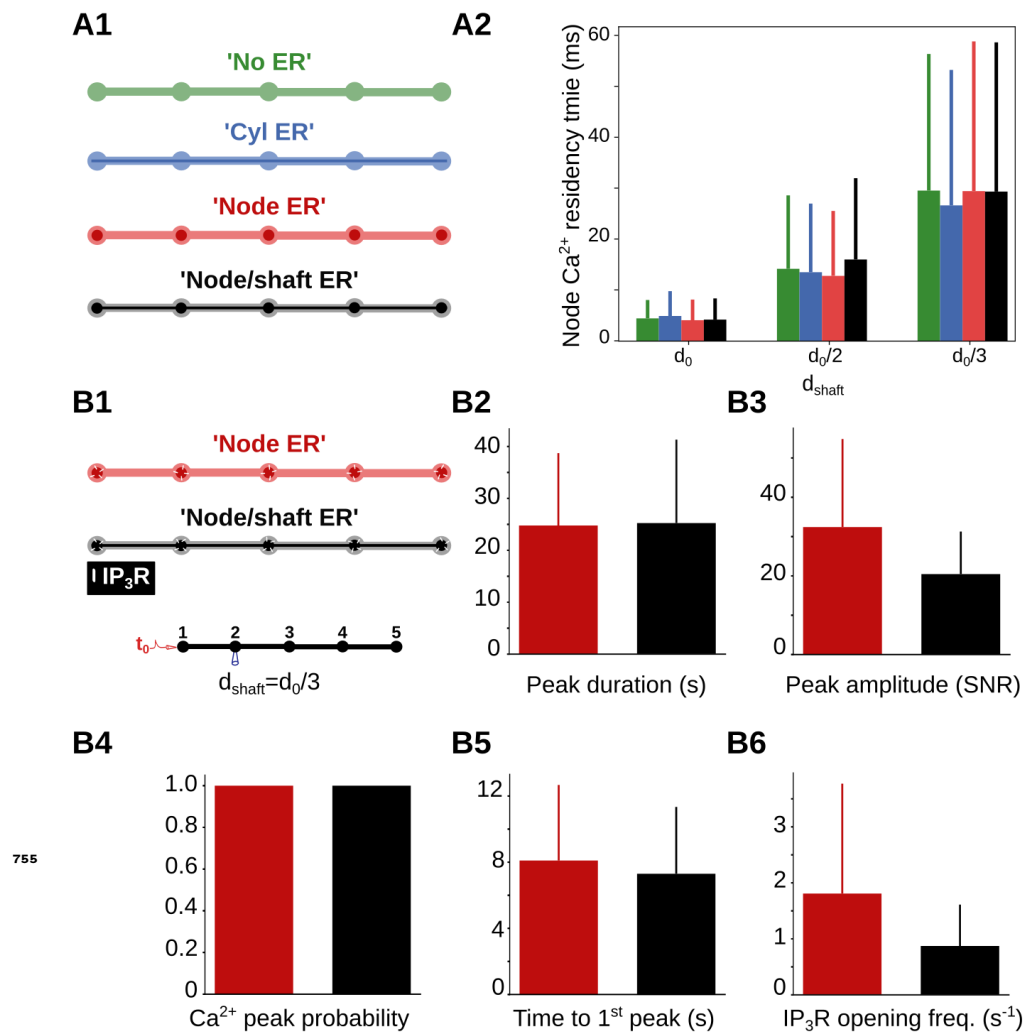 A1
'No ER'
'Cyl ER'
'Node ER'
'Node/shaft ER'
A2
Node Ca²⁺ residency tmie (ms)
60
40
20
0
d₀
d₀/2
d₀/3
d_shaft
B1
'Node ER'
'Node/shaft ER'
IP₃R
t₀
1 2 3 4 5
d_shaft=d₀/3
B2
40
30
25
20
10
0
Peak duration (s)
B3
40
20
0
Peak amplitude (SNR)
B4
1.0
0.8
0.6
0.4
0.2
0
Ca²⁺ peak probability
B5
12
8
4
0
Time to 1ˢᵗ peak (s)
B6
3
2
1
0
IP₃R opening freq. (s⁻¹)
755